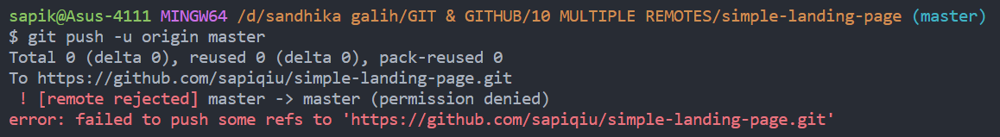 sapik@Asus-4111 MINGW64 /d/sandhika galih/GIT & GITHUB/10 MULTIPLE REMOTES/simple-landing-page (master)
$ git push -u origin master
Total 0 (delta 0), reused 0 (delta 0), pack-reused 0
To https://github.com/sapiqiu/simple-landing-page.git
 ! [remote rejected] master -> master (permission denied)
error: failed to push some refs to 'https://github.com/sapiqiu/simple-landing-page.git'